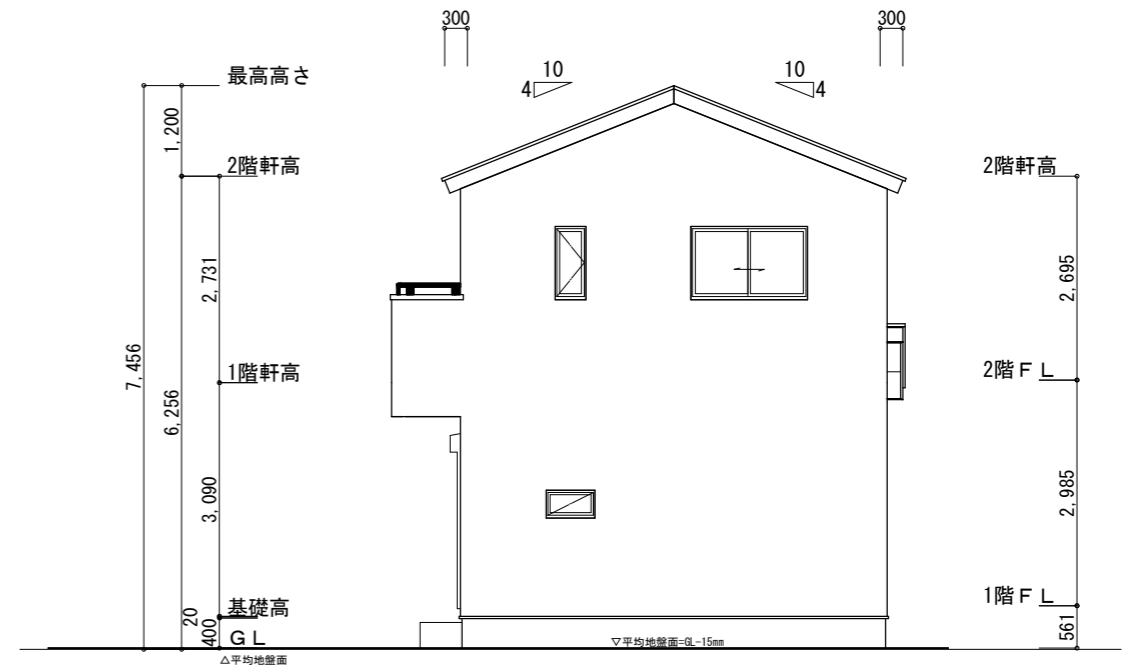 300
300
10
4
10
4
最高高さ
1,200
2階軒高
2階軒高
2,731
2,695
7,456
6,256
1階軒高
2階FL
3,090
2,985
20
基礎高
1階FL
400
GL
561
▽平均地盤面=GL-15mm
△平均地盤面